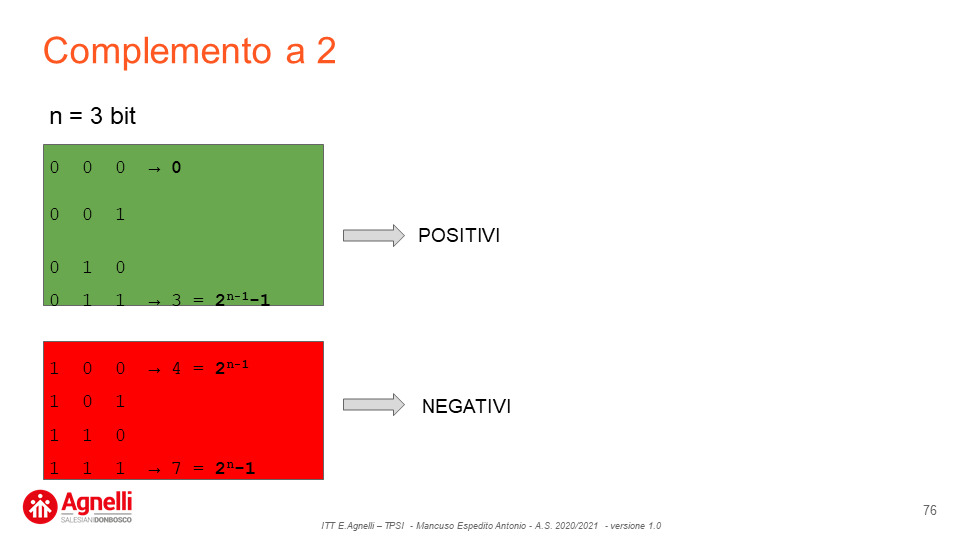 Complemento a 2
n = 3 bit
0 0 0 → 0
0 0 1
0 1 0
0 1 1 → 3 = 2ⁿ⁻¹-1
POSITIVI
1 0 0 → 4 = 2ⁿ⁻¹
1 0 1
1 1 0
1 1 1 → 7 = 2ⁿ-1
NEGATIVI
Agnelli
SALESIANI DONBOSCO
ITT E.Agnelli – TPSI - Mancuso Espedito Antonio - A.S. 2020/2021 - versione 1.0
76